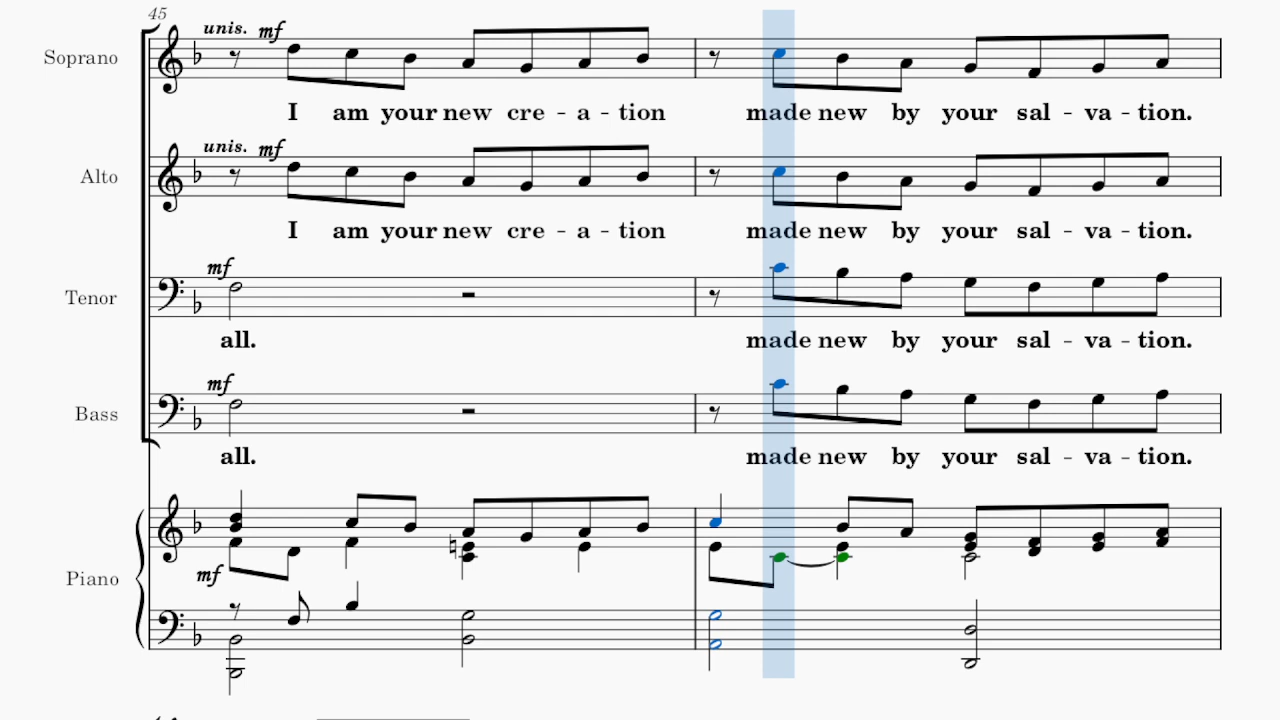 45
unis. mf
Soprano
I am your new cre - a - tion made new by your sal - va - tion.
unis. mf
Alto
I am your new cre - a - tion made new by your sal - va - tion.
mf
Tenor
all. made new by your sal - va - tion.
mf
Bass
all. made new by your sal - va - tion.
Piano
mf